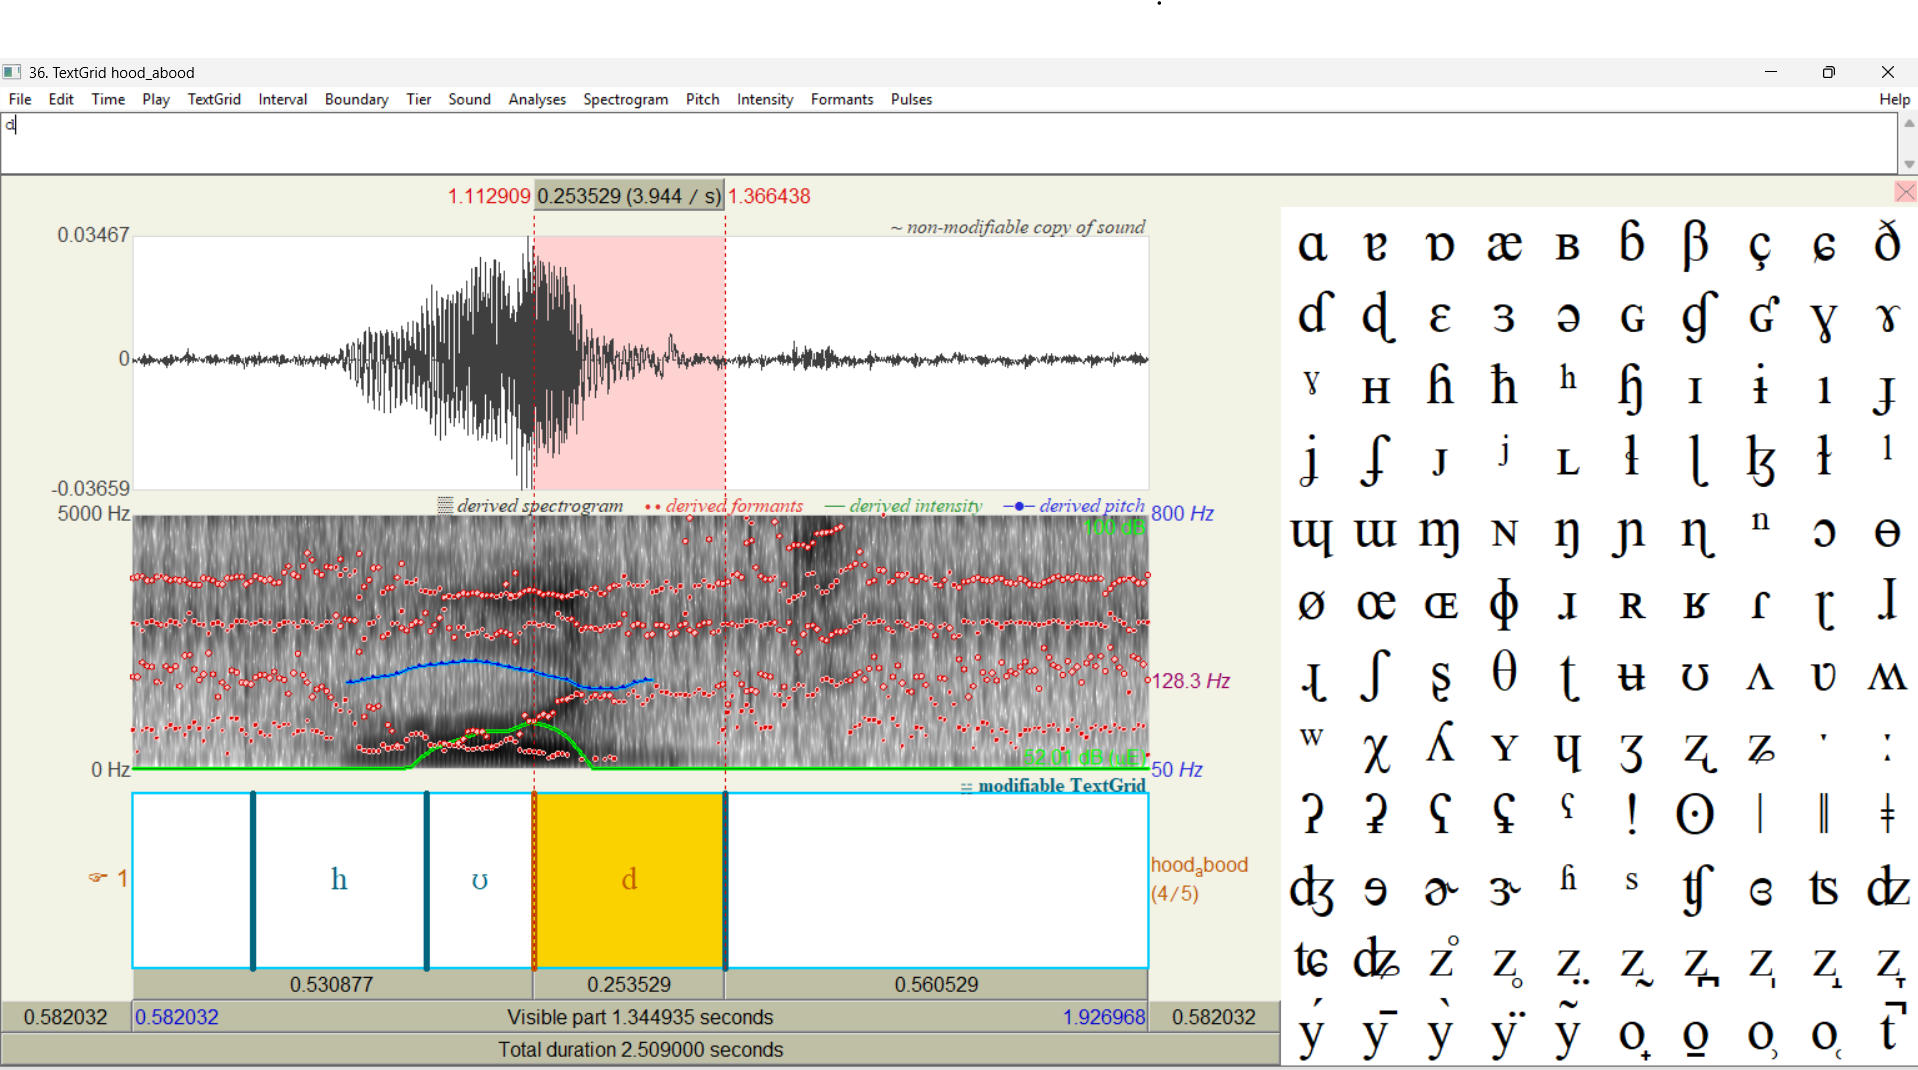 36. TextGrid hood_abood
File Edit Time Play TextGrid Interval Boundary Tier Sound Analyses Spectrogram Pitch Intensity Formants Pulses Help
d
1.112909 0.253529 (3.944 / s) 1.366438
~ non-modifiable copy of sound
0.03467
0
-0.03659
derived spectrogram derived formants derived intensity derived pitch
5000 Hz 800 Hz
100 dB
128.3 Hz
52.01 dB (µE)
0 Hz 50 Hz
modifiable TextGrid
☞ 1 h ʊ d hoodabood
(4/5)
0.530877 0.253529 0.560529
0.582032 0.582032 Visible part 1.344935 seconds 1.926968 0.582032
Total duration 2.509000 seconds
ɑ ɐ ɒ æ ʙ ɓ β ç ɕ ð
ɗ ɖ ɛ ɜ ə ɢ ɠ ʛ ɣ ɤ
ˠ ʜ ɦ ħ ʰ ɧ ɪ ɨ ı ɟ
ʝ ʄ ᴊ ʲ ʟ ɬ ɭ ɮ ɫ ˡ
ɰ ɯ ɱ ɴ ŋ ɲ ɳ ⁿ ɔ ɵ
ø œ ɶ ɸ ɹ ʀ ʁ ɾ ɽ ɺ
ɻ ʃ ʂ θ ʈ ʉ ʊ ʌ ʋ ʍ
ʷ χ ʎ ʏ ɥ ʒ ʐ ʑ ˈ ː
ʔ ʡ ʕ ʢ ˤ ǃ ʘ ǀ ǁ ǂ
ʤ ɘ ɚ ɝ ʱ ˢ ʧ ɞ ʦ ʣ
ʨ ʥ z̊ z̥ z̤ z̰ z̪ z̩ z̝ z̞
ý ȳ ỳ ÿ ỹ o̟ o̠ o̹ o̜ t̚